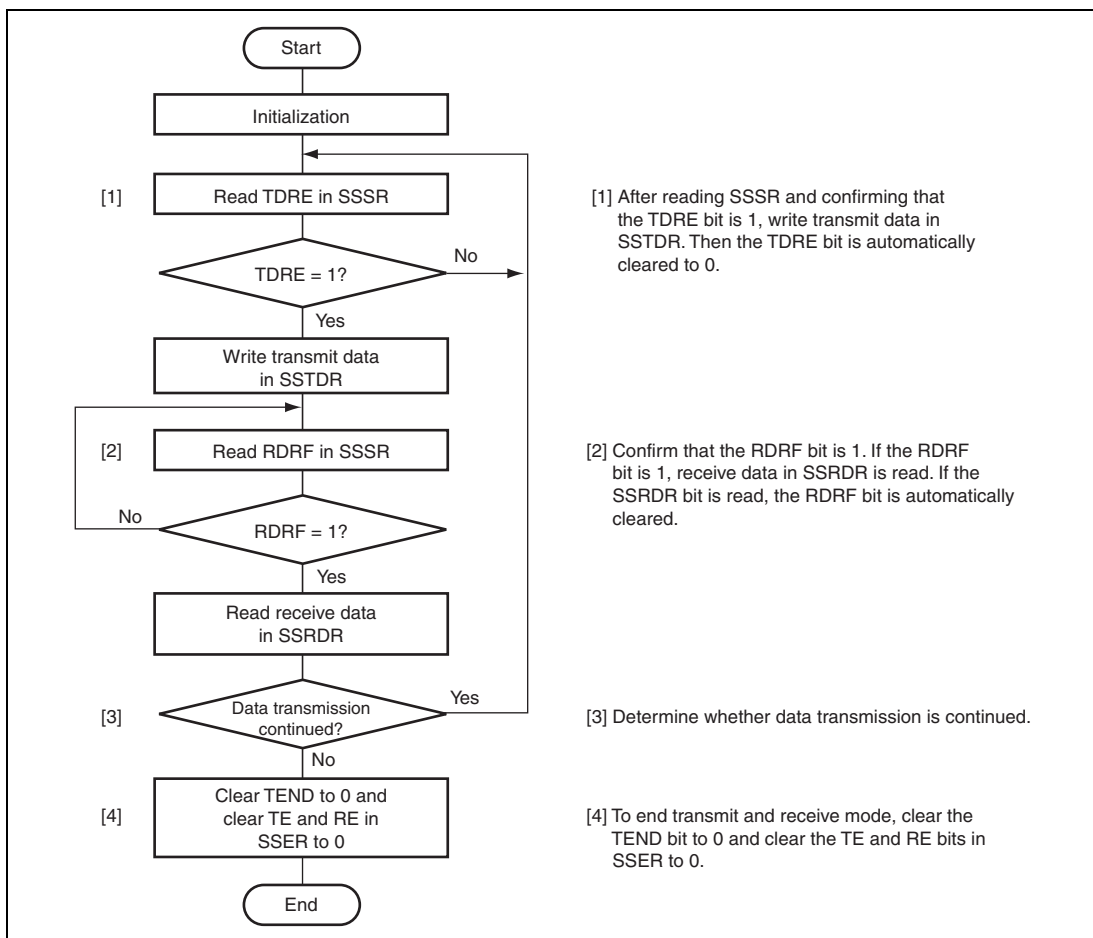 Start
Initialization
[1]
Read TDRE in SSSR
[1] After reading SSSR and confirming that
the TDRE bit is 1, write transmit data in
SSTDR. Then the TDRE bit is automatically
cleared to 0.
TDRE = 1?
No
Yes
Write transmit data
in SSTDR
[2]
Read RDRF in SSSR
[2] Confirm that the RDRF bit is 1. If the RDRF
bit is 1, receive data in SSRDR is read. If the
SSRDR bit is read, the RDRF bit is automatically
cleared.
No
RDRF = 1?
Yes
Read receive data
in SSRDR
[3]
Data transmission
continued?
Yes
[3] Determine whether data transmission is continued.
No
[4]
Clear TEND to 0 and
clear TE and RE in
SSER to 0
[4] To end transmit and receive mode, clear the
TEND bit to 0 and clear the TE and RE bits in
SSER to 0.
End